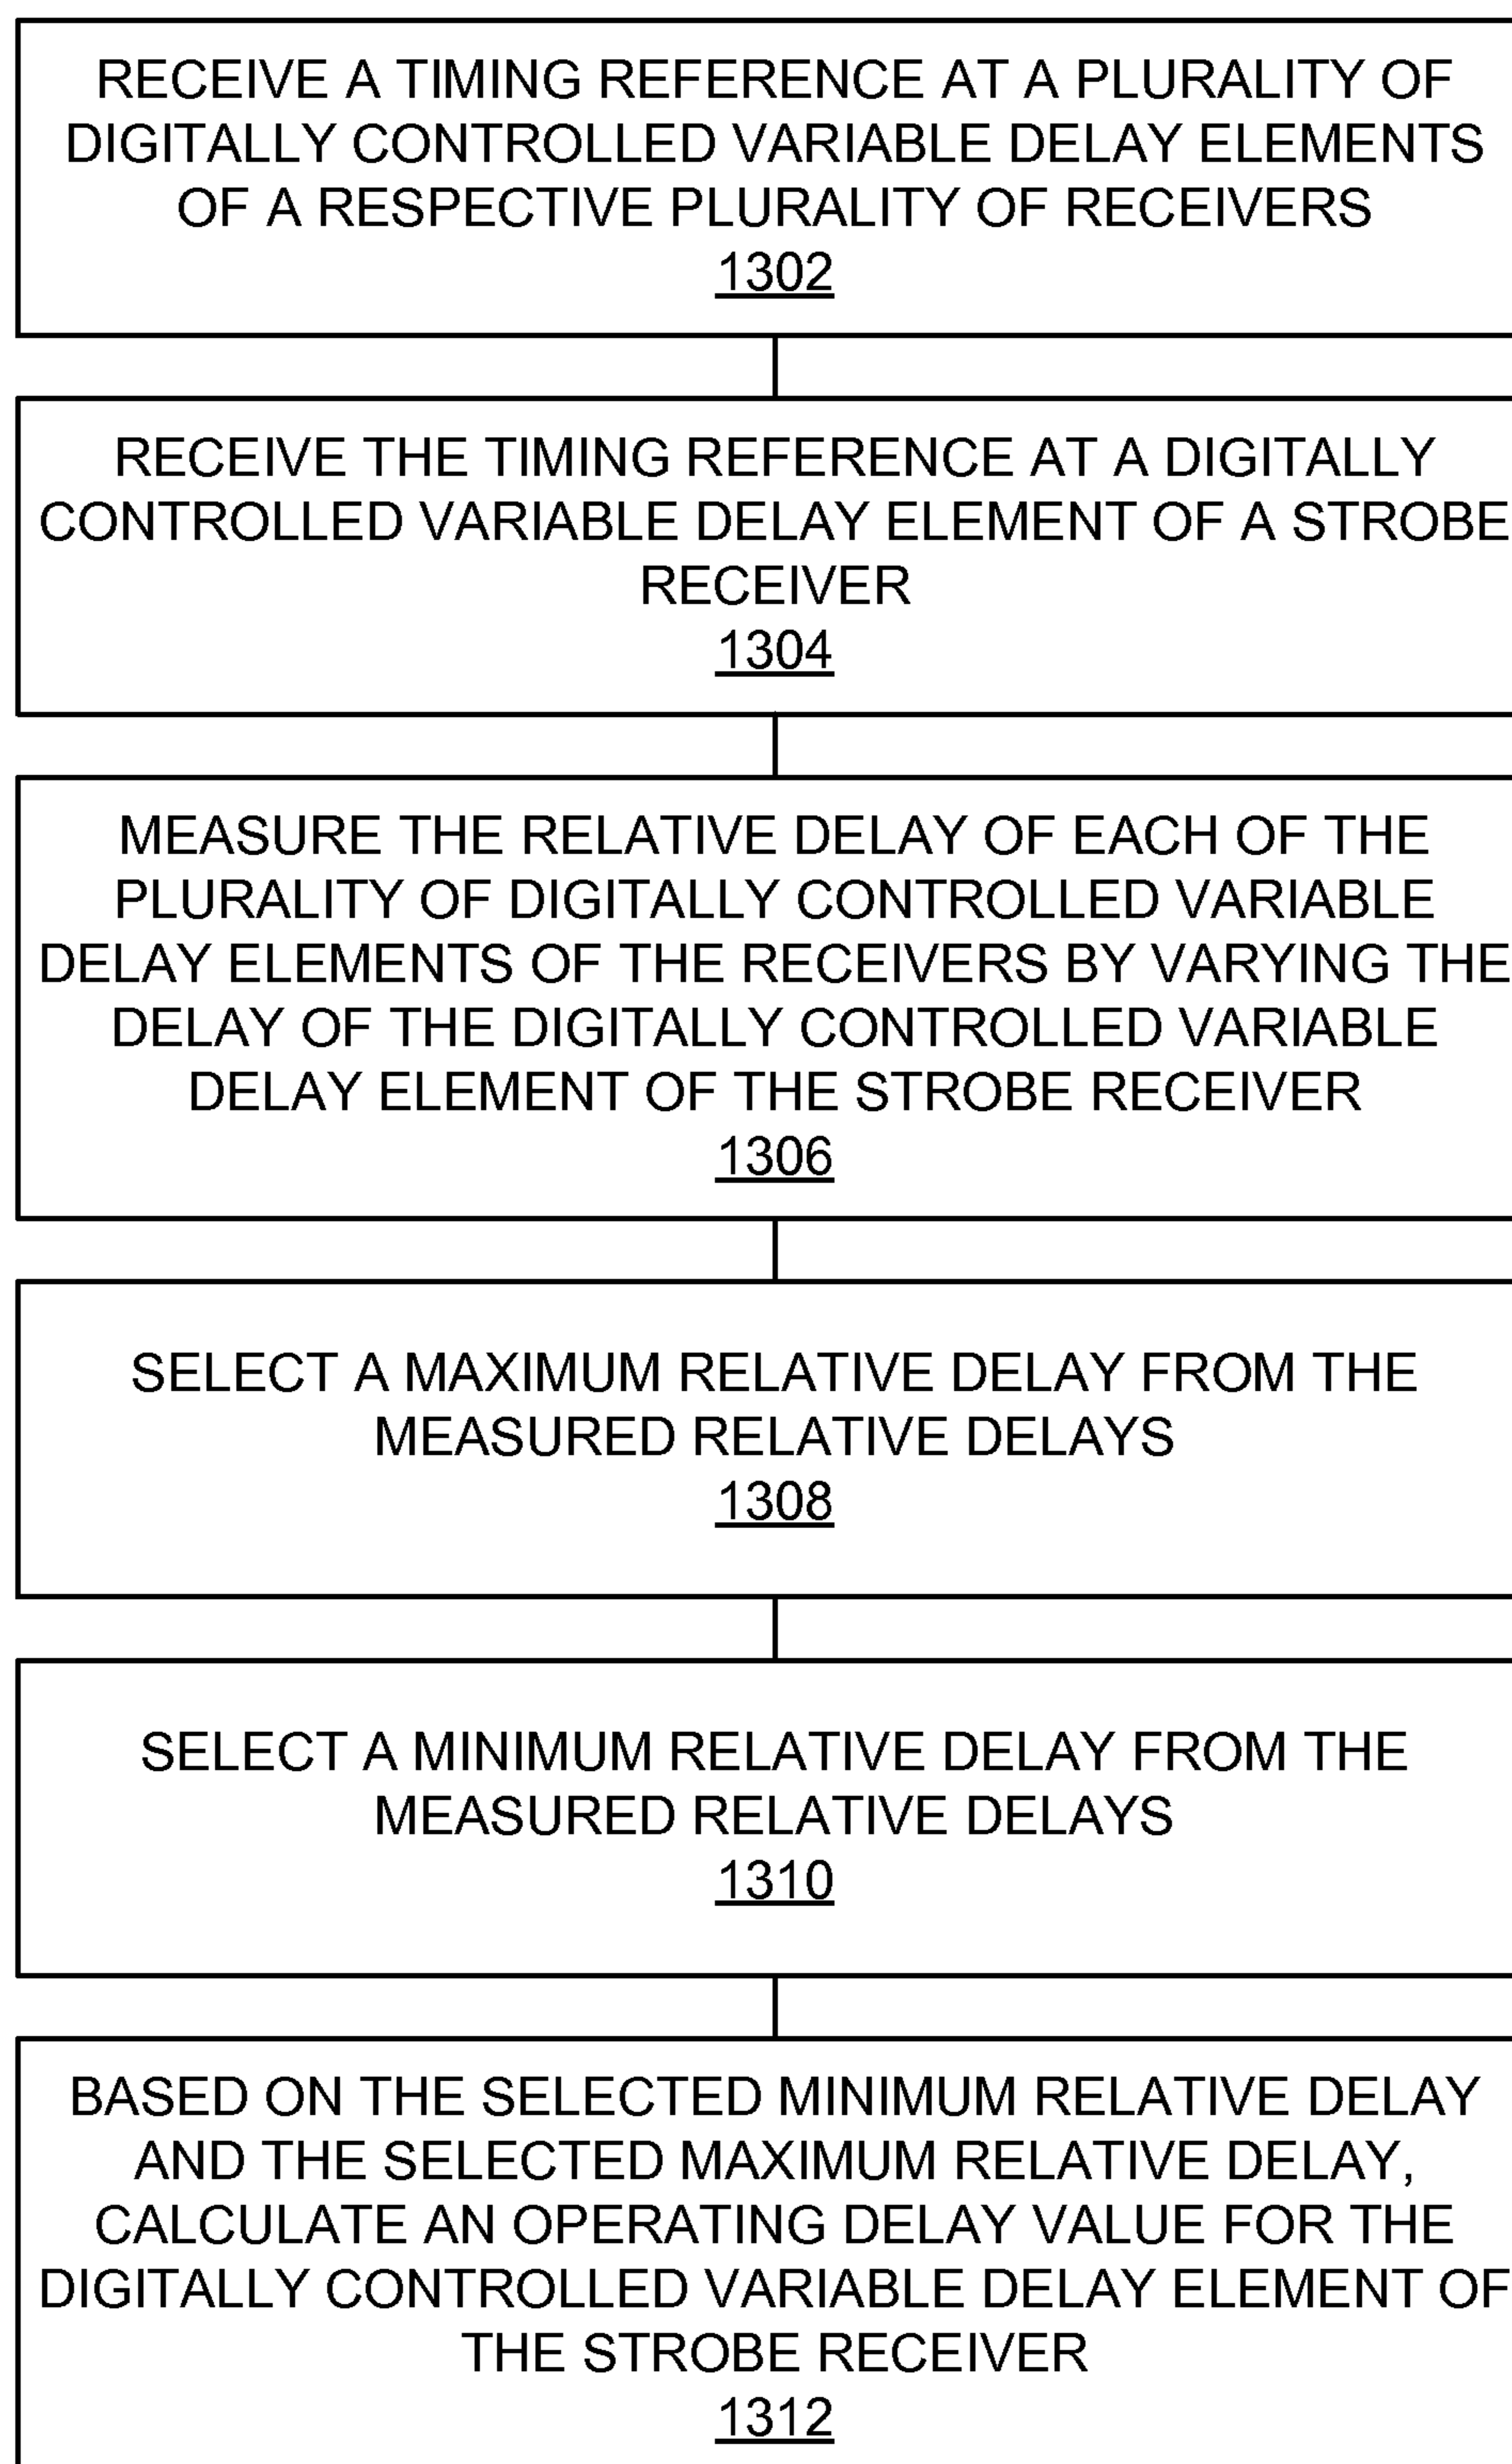 RECEIVE A TIMING REFERENCE AT A PLURALITY OF
DIGITALLY CONTROLLED VARIABLE DELAY ELEMENTS
OF A RESPECTIVE PLURALITY OF RECEIVERS
1302
RECEIVE THE TIMING REFERENCE AT A DIGITALLY
CONTROLLED VARIABLE DELAY ELEMENT OF A STROBE
RECEIVER
1304
MEASURE THE RELATIVE DELAY OF EACH OF THE
PLURALITY OF DIGITALLY CONTROLLED VARIABLE
DELAY ELEMENTS OF THE RECEIVERS BY VARYING THE
DELAY OF THE DIGITALLY CONTROLLED VARIABLE
DELAY ELEMENT OF THE STROBE RECEIVER
1306
SELECT A MAXIMUM RELATIVE DELAY FROM THE
MEASURED RELATIVE DELAYS
1308
SELECT A MINIMUM RELATIVE DELAY FROM THE
MEASURED RELATIVE DELAYS
1310
BASED ON THE SELECTED MINIMUM RELATIVE DELAY
AND THE SELECTED MAXIMUM RELATIVE DELAY,
CALCULATE AN OPERATING DELAY VALUE FOR THE
DIGITALLY CONTROLLED VARIABLE DELAY ELEMENT OF
THE STROBE RECEIVER
1312